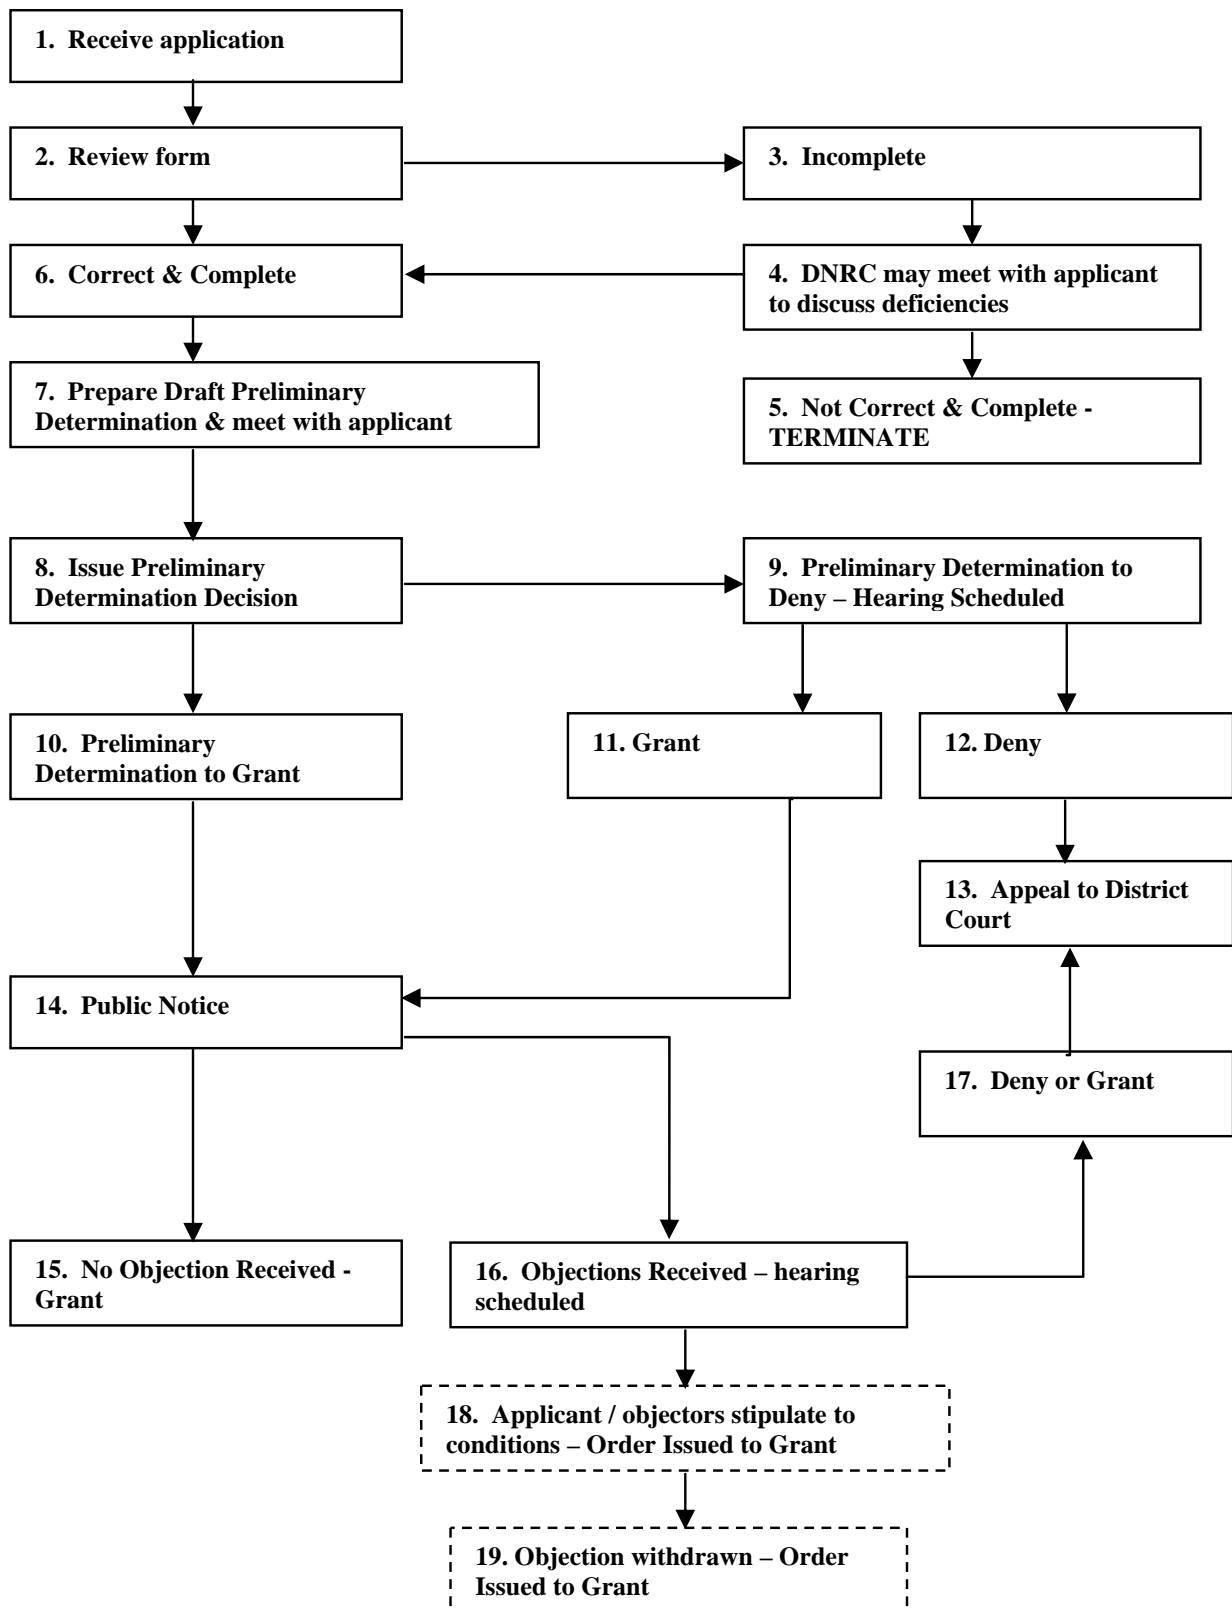 1. Receive application
2. Review form
3. Incomplete
6. Correct & Complete
4. DNRC may meet with applicant
to discuss deficiencies
7. Prepare Draft Preliminary
Determination & meet with applicant
5. Not Correct & Complete -
TERMINATE
8. Issue Preliminary
Determination Decision
9. Preliminary Determination to
Deny – Hearing Scheduled
10. Preliminary
Determination to Grant
11. Grant
12. Deny
13. Appeal to District
Court
14. Public Notice
17. Deny or Grant
15. No Objection Received -
Grant
16. Objections Received – hearing
scheduled
18. Applicant / objectors stipulate to
conditions – Order Issued to Grant
19. Objection withdrawn – Order
Issued to Grant